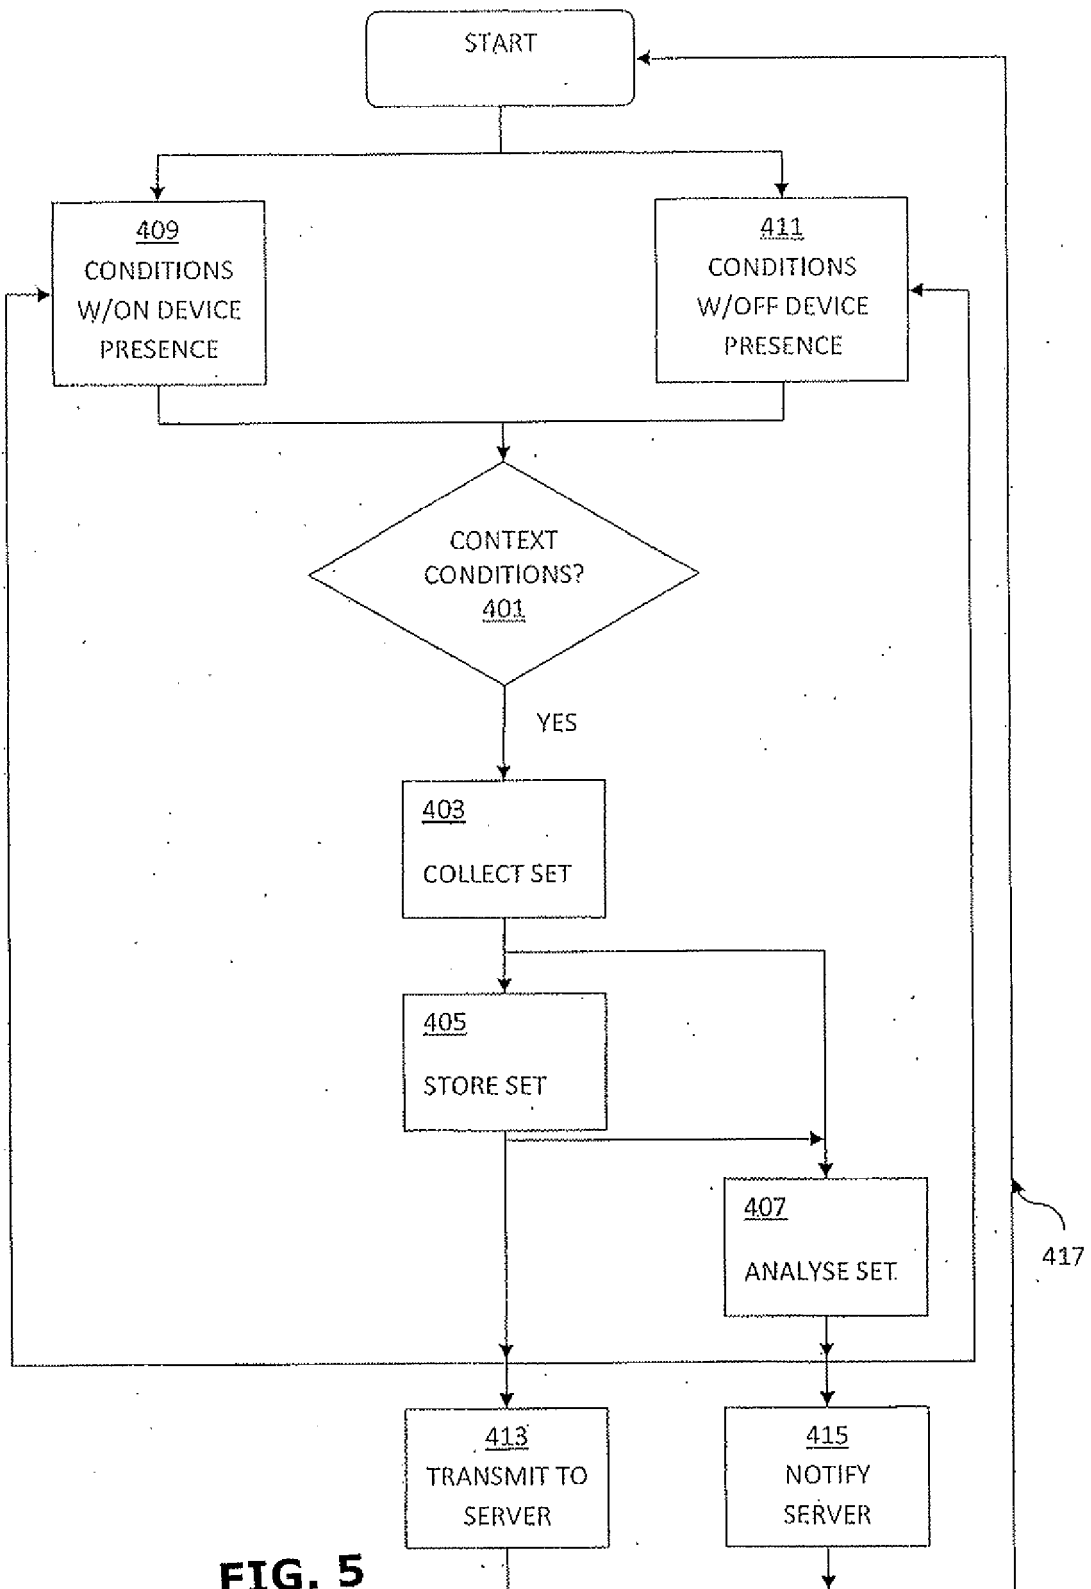 START
409
CONDITIONS
W/ON DEVICE
PRESENCE
411
CONDITIONS
W/OFF DEVICE
PRESENCE
CONTEXT
CONDITIONS?
401
YES
403
COLLECT SET
405
STORE SET
407
ANALYSE SET
417
413
TRANSMIT TO
SERVER
415
NOTIFY
SERVER
FIG. 5